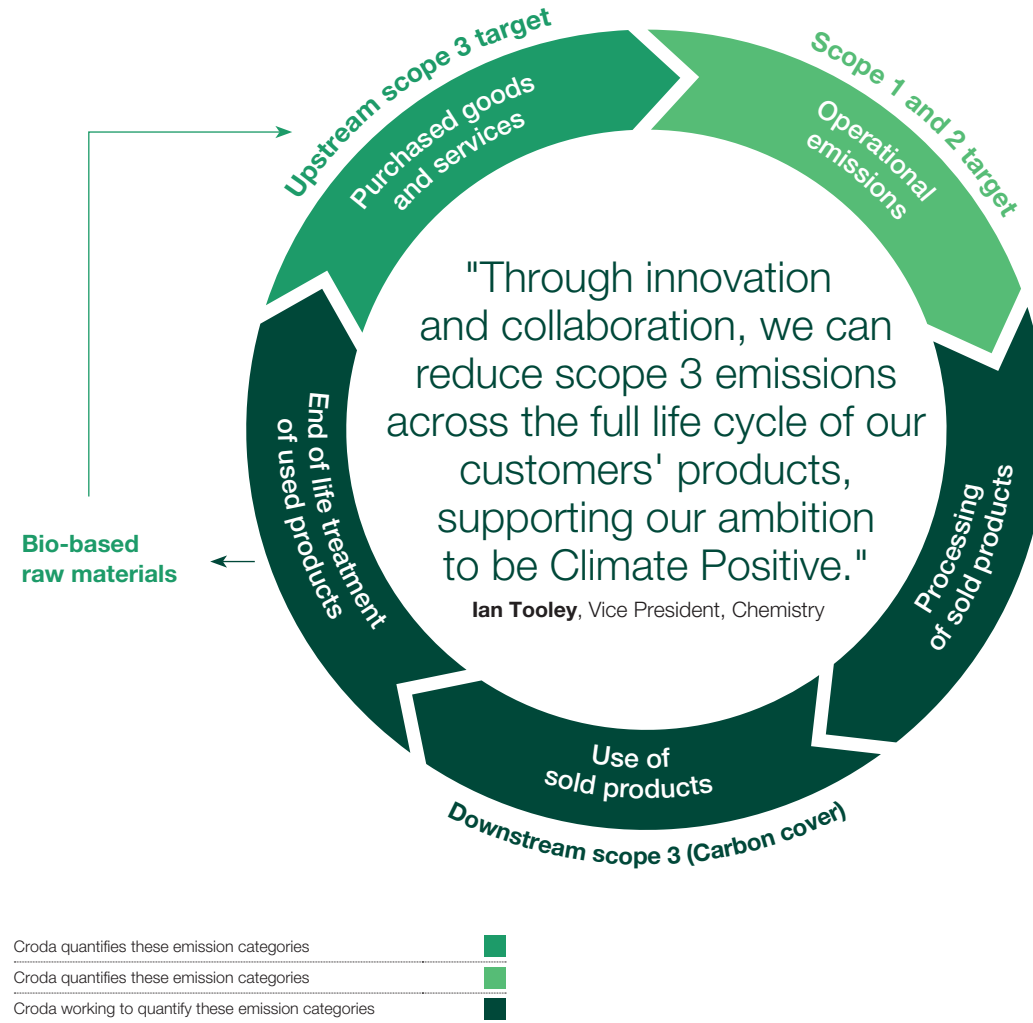 Upstream scope 3 target
Scope 1 and 2 target
Purchased goods
and services
Operational
emissions
"Through innovation
and collaboration, we can
reduce scope 3 emissions
across the full life cycle of our
customers' products,
supporting our ambition
to be Climate Positive."
Ian Tooley, Vice President, Chemistry
End of life treatment
of used products
Processing
of sold products
Bio-based
raw materials
Use of
sold products
Downstream scope 3 (Carbon cover)
Croda quantifies these emission categories
Croda quantifies these emission categories
Croda working to quantify these emission categories